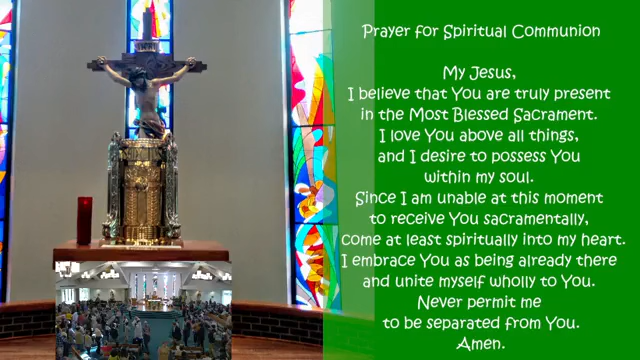 INRI
Prayer for Spiritual Communion
My Jesus,
I believe that You are truly present
in the Most Blessed Sacrament.
I love You above all things,
and I desire to possess You
within my soul.
Since I am unable at this moment
to receive You sacramentally,
come at least spiritually into my heart.
I embrace You as being already there
and unite myself wholly to You.
Never permit me
to be separated from You.
Amen.